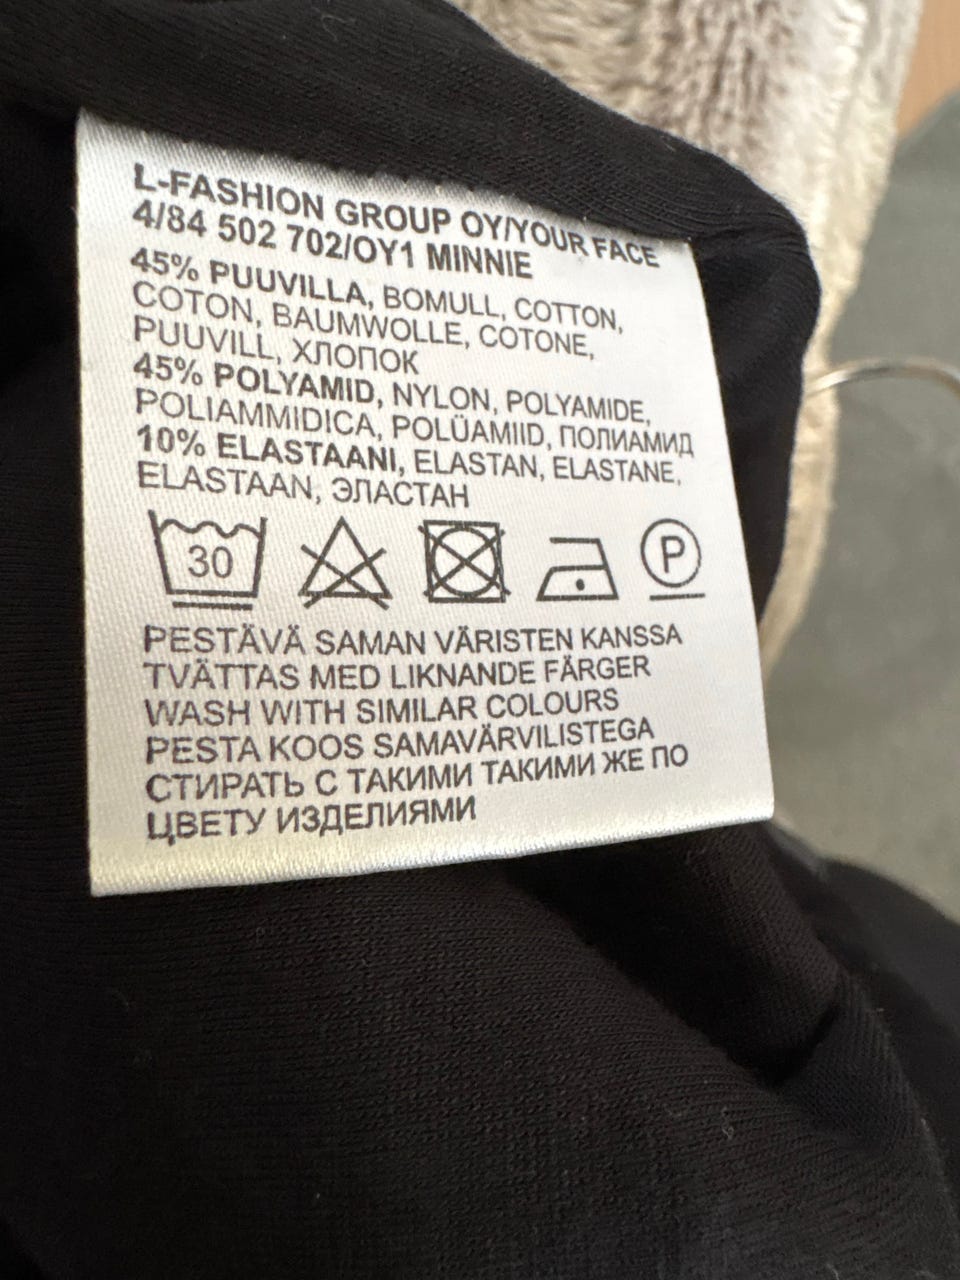 L-FASHION GROUP OY/YOUR FACE
4/84 502 702/OY1 MINNIE
45% PUUVILLA, BOMULL, COTTON,
COTON, BAUMWOLLE, COTONE,
PUUVILL, ХЛОПОК
45% POLYAMID, NYLON, POLYAMIDE,
POLIAMMIDICA, POLÜAMIID, ПОЛИАМИД
10% ELASTAANI, ELASTAN, ELASTANE,
ELASTAAN, ЭЛАСТАН
30 P
PESTÄVÄ SAMAN VÄRISTEN KANSSA
TVÄTTAS MED LIKNANDE FÄRGER
WASH WITH SIMILAR COLOURS
PESTA KOOS SAMAVÄRVILISTEGA
СТИРАТЬ С ТАКИМИ ТАКИМИ ЖЕ ПО
ЦВЕТУ ИЗДЕЛИЯМИ